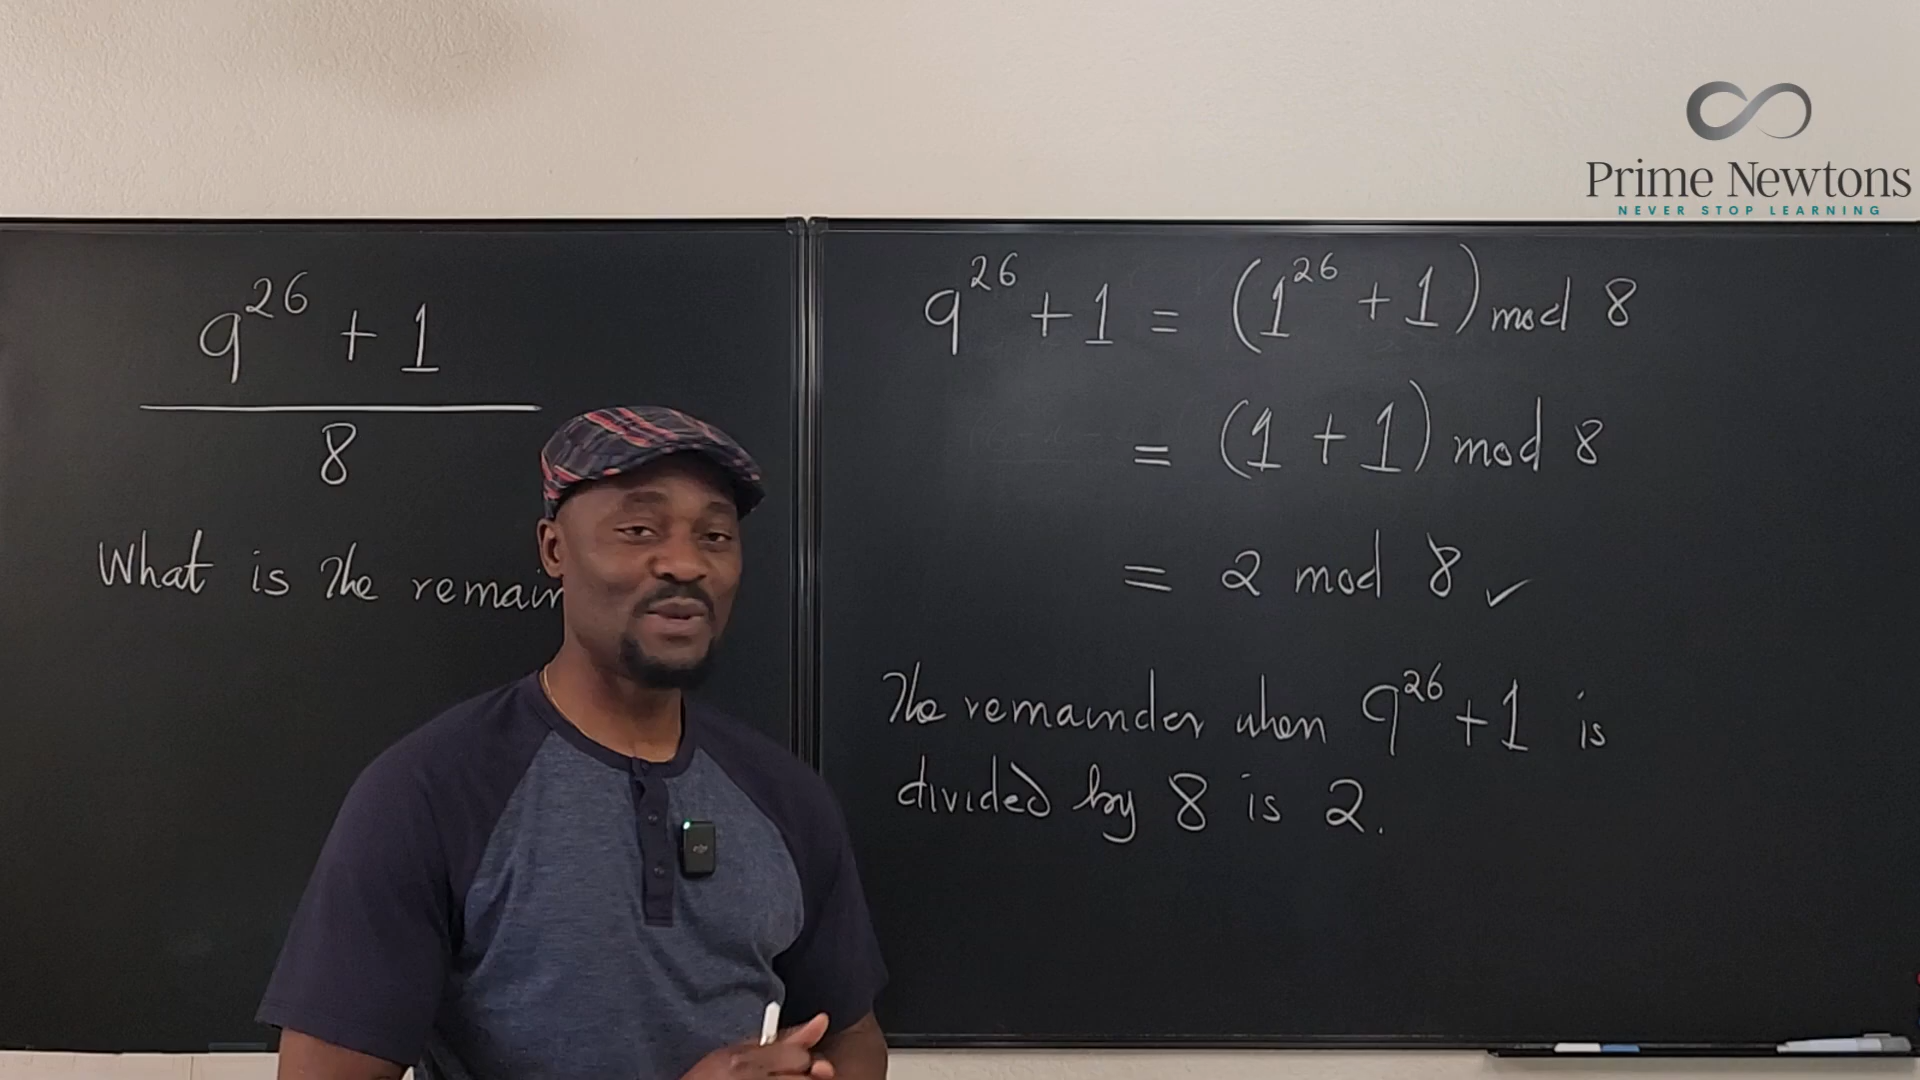 Prime Newtons
NEVER STOP LEARNING
9^26 + 1
8
What is the remain
9^26 + 1 = (1^26 + 1) mod 8
= (1 + 1) mod 8
= 2 mod 8 ✓
The remainder when 9^26 + 1 is
divided by 8 is 2.